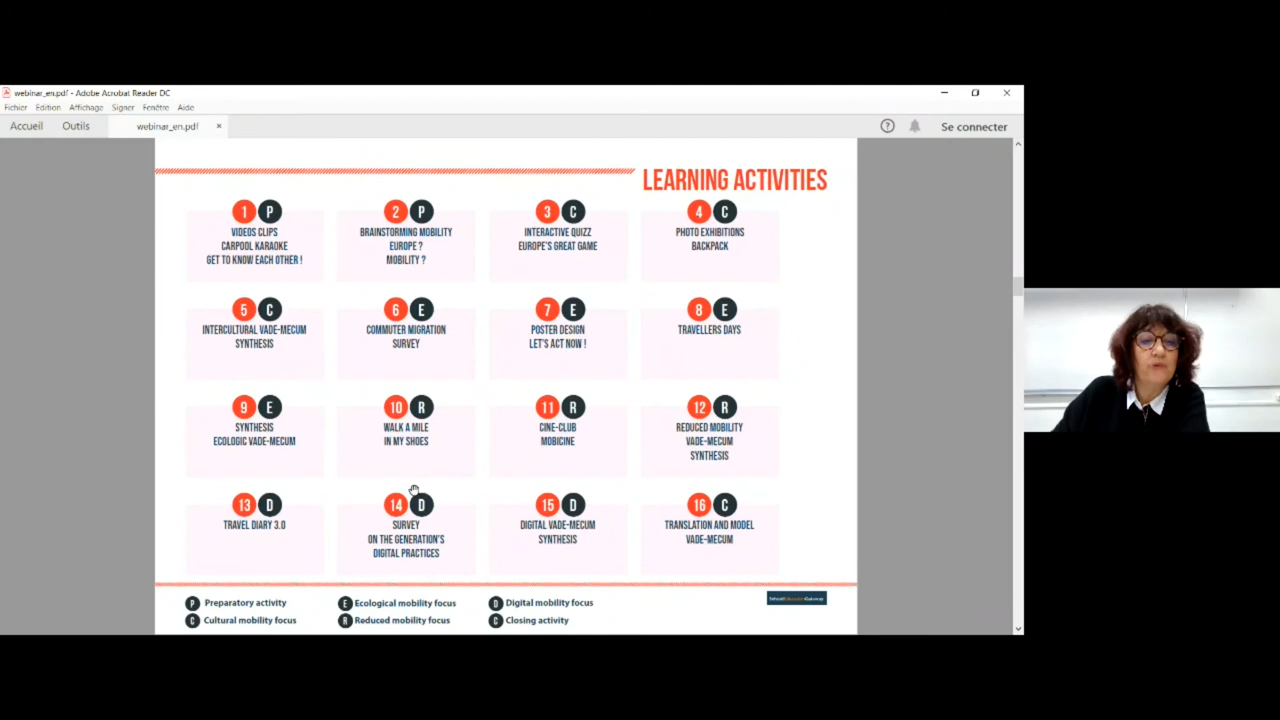 webinar_en.pdf - Adobe Acrobat Reader DC
Fichier Edition Affichage Signer Fenêtre Aide
Accueil Outils webinar_en.pdf × ? Se connecter
LEARNING ACTIVITIES
1 P
VIDEOS CLIPS
CARPOOL KARAOKE
GET TO KNOW EACH OTHER !
2 P
BRAINSTORMING MOBILITY
EUROPE ?
MOBILITY ?
3 C
INTERACTIVE QUIZZ
EUROPE'S GREAT GAME
4 C
PHOTO EXHIBITIONS
BACKPACK
5 C
INTERCULTURAL VADE-MECUM
SYNTHESIS
6 E
COMMUTER MIGRATION
SURVEY
7 E
POSTER DESIGN
LET'S ACT NOW !
8 E
TRAVELLERS DAYS
9 E
SYNTHESIS
ECOLOGIC VADE-MECUM
10 R
WALK A MILE
IN MY SHOES
11 R
CINE-CLUB
MOBICINE
12 R
REDUCED MOBILITY
VADE-MECUM
SYNTHESIS
13 D
TRAVEL DIARY 3.0
14 D
SURVEY
ON THE GENERATION'S
DIGITAL PRACTICES
15 D
DIGITAL VADE-MECUM
SYNTHESIS
16 C
TRANSLATION AND MODEL
VADE-MECUM
P Preparatory activity
C Cultural mobility focus
E Ecological mobility focus
R Reduced mobility focus
D Digital mobility focus
C Closing activity
School Education Gateway